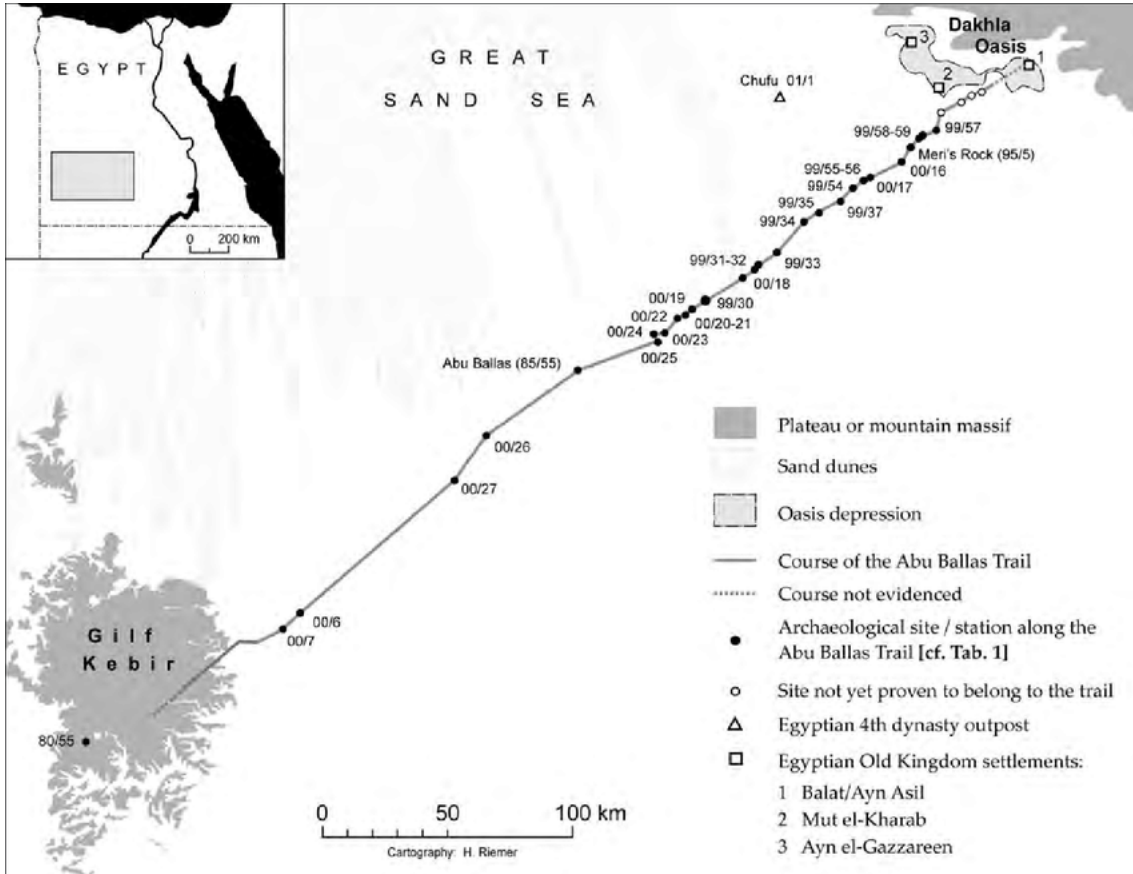 EGYPT
0 200 km
GREAT
SAND SEA
Dakhla
Oasis
3
1
2
Chufu 01/1
99/57
99/58-59
Meri's Rock (95/5)
00/16
99/55-56
00/17
99/54
99/37
99/35
99/34
99/33
99/31-32
00/18
00/19
99/30
00/22
00/20-21
00/24
00/23
00/25
Abu Ballas (85/55)
00/26
00/27
00/6
00/7
Gilf
Kebir
80/55
0 50 100 km
Cartography: H. Riemer
Plateau or mountain massif
Sand dunes
Oasis depression
Course of the Abu Ballas Trail
Course not evidenced
Archaeological site / station along the
Abu Ballas Trail [cf. Tab. 1]
Site not yet proven to belong to the trail
Egyptian 4th dynasty outpost
Egyptian Old Kingdom settlements:
1 Balat/Ayn Asil
2 Mut el-Kharab
3 Ayn el-Gazzareen